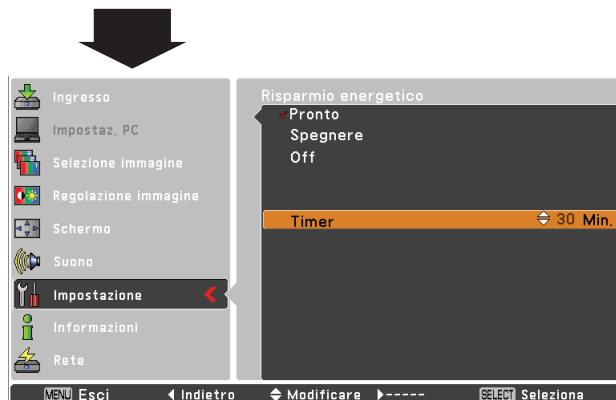 Ingresso
Impostaz. PC
Selezione immagine
Regolazione immagine
Schermo
Suono
Impostazione
Informazioni
Rete
Risparmio energetico
✓Pronto
Spegnere
Off
Timer 30 Min.
MENU Esci Indietro Modificare ----- SELECT Seleziona